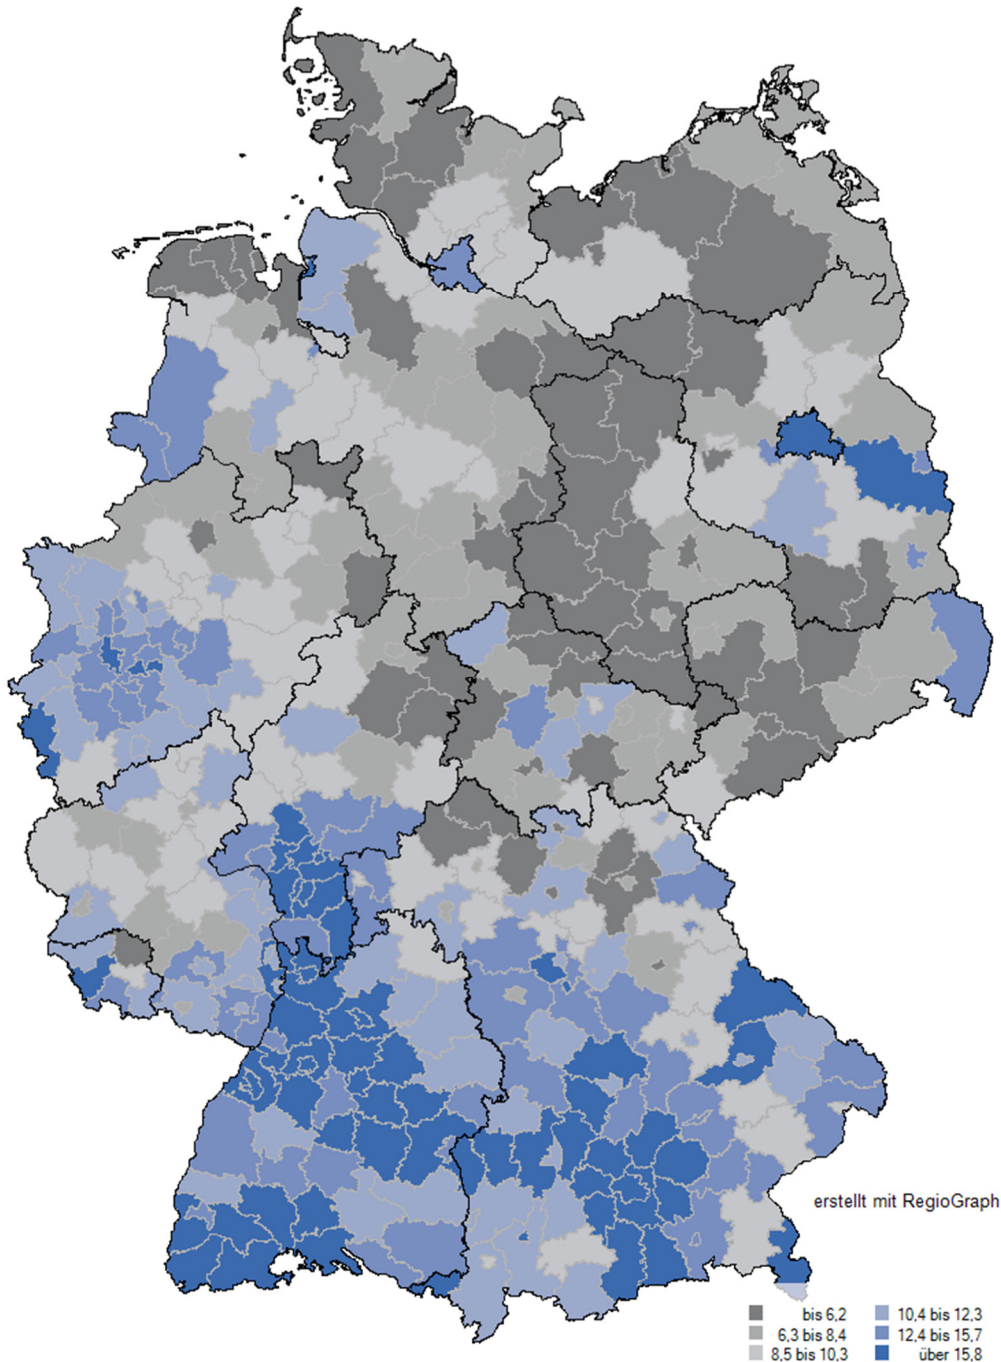 erstellt mit RegioGraph
bis 6,2
6,3 bis 8,4
8,5 bis 10,3
10,4 bis 12,3
12,4 bis 15,7
über 15,8